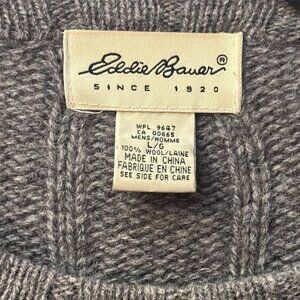 Eddie Bauer®
SINCE 1920
WPL 9647
CA 00665
MENS/HOMME
L/G
100% WOOL/LAINE
MADE IN CHINA
FABRIQUE EN CHINE
SEE SIDE FOR CARE